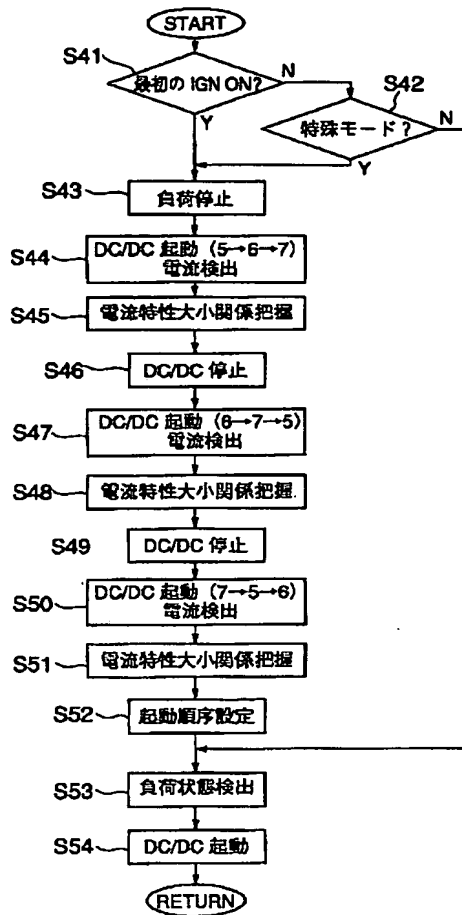 START
S41
最初の IGN ON?
N
S42
Y
特殊モード?
N
Y
S43
負荷停止
S44
DC/DC 起動 (5→6→7)
電流検出
S45
電流特性大小関係把握
S46
DC/DC 停止
S47
DC/DC 起動 (6→7→5)
電流検出
S48
電流特性大小関係把握
S49
DC/DC 停止
S50
DC/DC 起動 (7→5→6)
電流検出
S51
電流特性大小関係把握
S52
起動順序設定
S53
負荷状態検出
S54
DC/DC 起動
RETURN